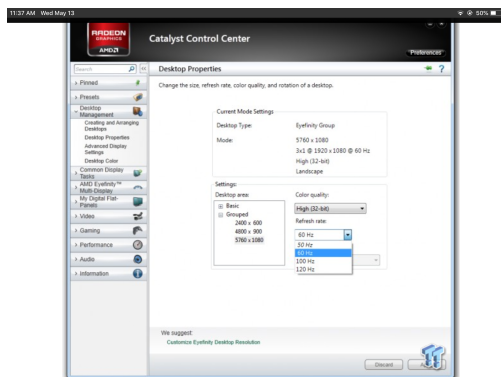 11:37 AM Wed May 13
50%
RADEON
GRAPHICS
AMD
Catalyst Control Center
Preferences
Search
Desktop Properties
Pinned
Presets
Desktop
Management
Creating and Arranging
Desktops
Desktop Properties
Advanced Display
Settings
Desktop Color
Common Display
Tasks
AMD Eyefinity™
Multi-Display
My Digital Flat-
Panels
Video
Gaming
Performance
Audio
Information
Change the size, refresh rate, color quality, and rotation of a desktop.
Current Mode Settings
Desktop Type: Eyefinity Group
Mode: 5760 x 1080
3x1 @ 1920 x 1080 @ 60 Hz
High (32-bit)
Landscape
Settings:
Desktop area:
Basic
Grouped
2400 x 600
4800 x 900
5760 x 1080
Color quality:
High (32-bit)
Refresh rate:
60 Hz
50 Hz
60 Hz
100 Hz
120 Hz
We suggest:
Customize Eyefinity Desktop Resolution
Discard